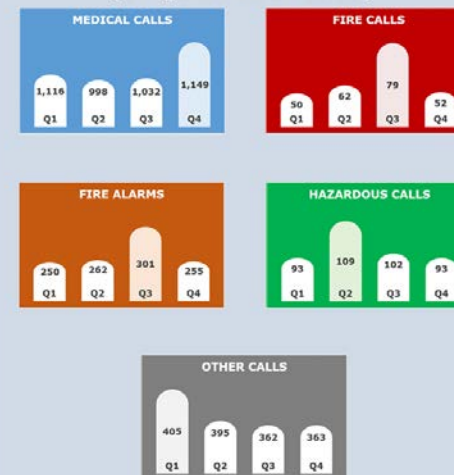 MEDICAL CALLS
1,116 998 1,032 1,149
Q1 Q2 Q3 Q4
FIRE CALLS
50 62 79 52
Q1 Q2 Q3 Q4
FIRE ALARMS
250 262 301 255
Q1 Q2 Q3 Q4
HAZARDOUS CALLS
93 109 102 93
Q1 Q2 Q3 Q4
OTHER CALLS
405 395 362 363
Q1 Q2 Q3 Q4